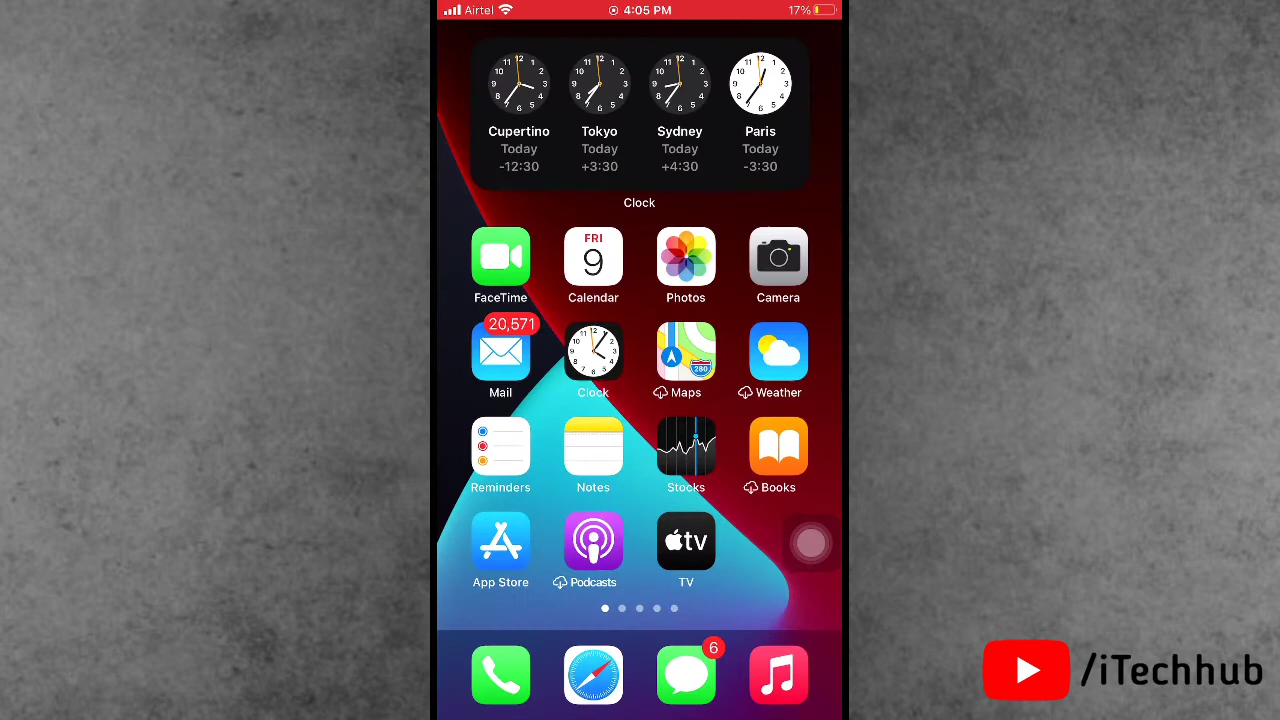 Airtel 4:05 PM 17%
Cupertino Tokyo Sydney Paris
Today Today Today Today
-12:30 +3:30 +4:30 -3:30
Clock
FRI
9
FaceTime Calendar Photos Camera
20,571
280
Mail Clock Maps Weather
Reminders Notes Stocks Books
tv
App Store Podcasts TV
6
/iTechhub